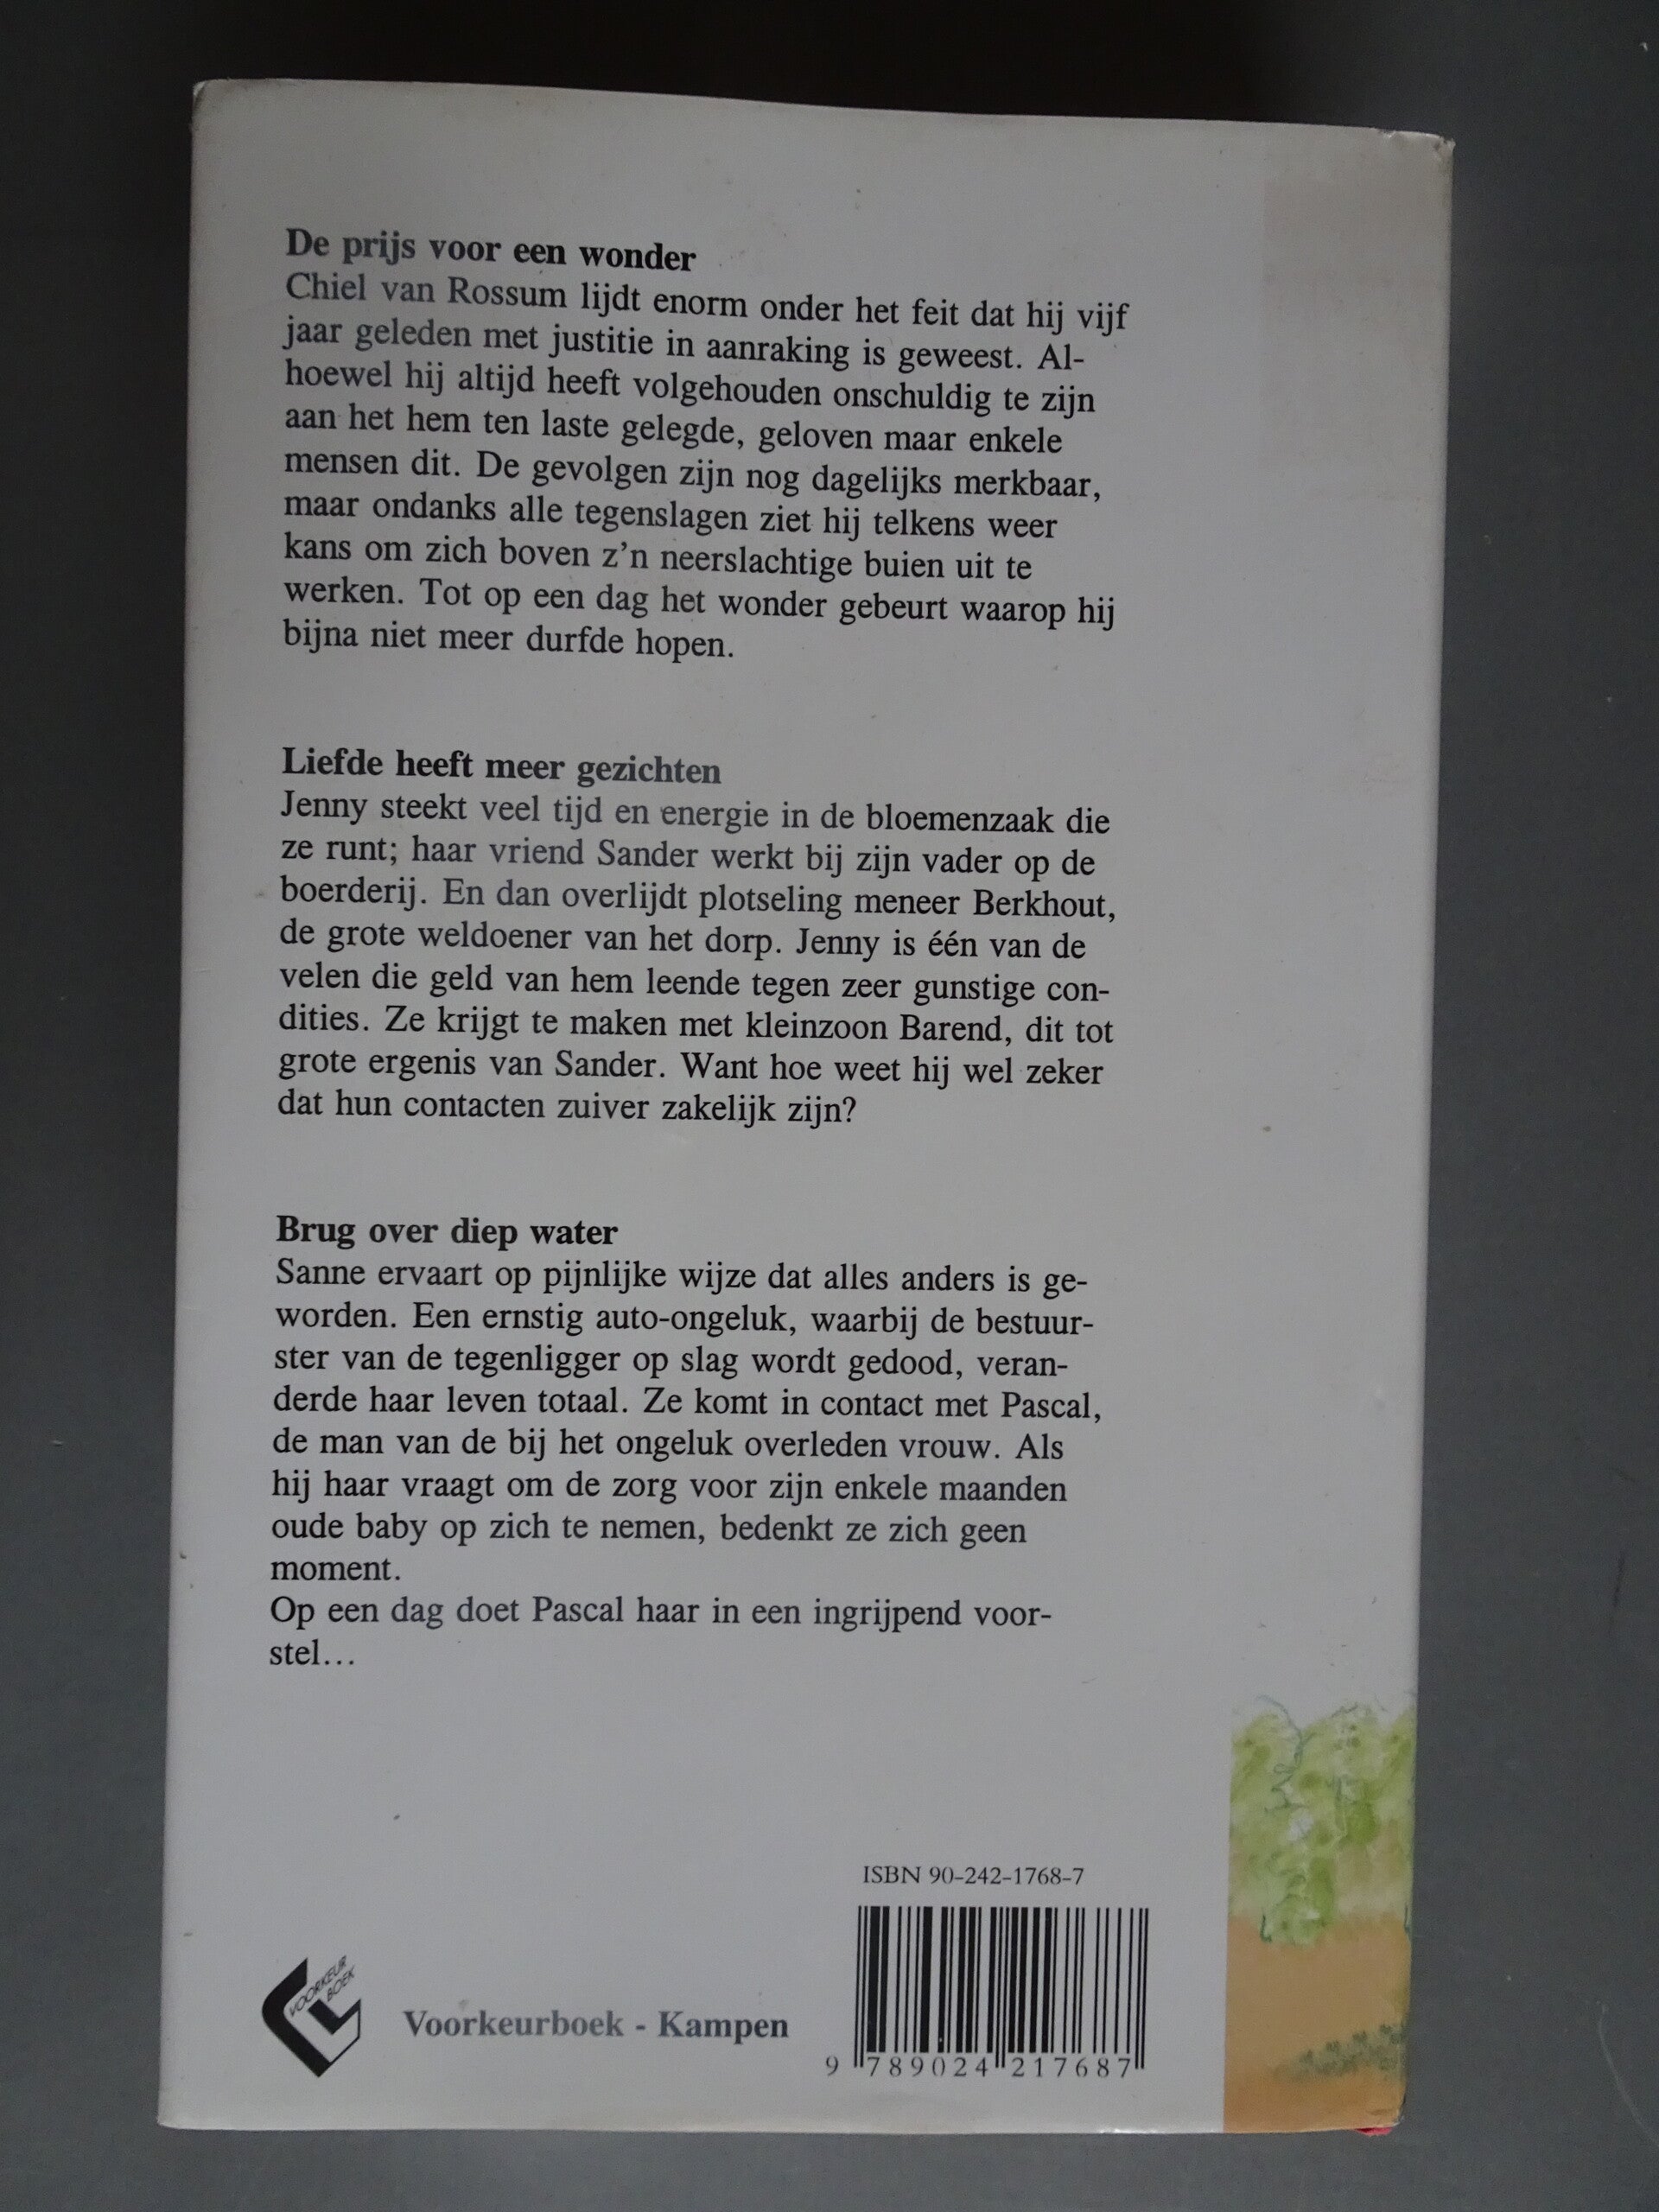 De prijs voor een wonder
Chiel van Rossum lijdt enorm onder het feit dat hij vijf
jaar geleden met justitie in aanraking is geweest. Al-
hoewel hij altijd heeft volgehouden onschuldig te zijn
aan het hem ten laste gelegde, geloven maar enkele
mensen dit. De gevolgen zijn nog dagelijks merkbaar,
maar ondanks alle tegenslagen ziet hij telkens weer
kans om zich boven z'n neerslachtige buien uit te
werken. Tot op een dag het wonder gebeurt waarop hij
bijna niet meer durfde hopen.
Liefde heeft meer gezichten
Jenny steekt veel tijd en energie in de bloemenzaak die
ze runt; haar vriend Sander werkt bij zijn vader op de
boerderij. En dan overlijdt plotseling meneer Berkhout,
de grote weldoener van het dorp. Jenny is één van de
velen die geld van hem leende tegen zeer gunstige con-
dities. Ze krijgt te maken met kleinzoon Barend, dit tot
grote ergenis van Sander. Want hoe weet hij wel zeker
dat hun contacten zuiver zakelijk zijn?
Brug over diep water
Sanne ervaart op pijnlijke wijze dat alles anders is ge-
worden. Een ernstig auto-ongeluk, waarbij de bestuur-
ster van de tegenligger op slag wordt gedood, veran-
derde haar leven totaal. Ze komt in contact met Pascal,
de man van de bij het ongeluk overleden vrouw. Als
hij haar vraagt om de zorg voor zijn enkele maanden
oude baby op zich te nemen, bedenkt ze zich geen
moment.
Op een dag doet Pascal haar in een ingrijpend voor-
stel...
ISBN 90-242-1768-7
VOORKEUR
BOEK
Voorkeurboek - Kampen
9 789024 217687